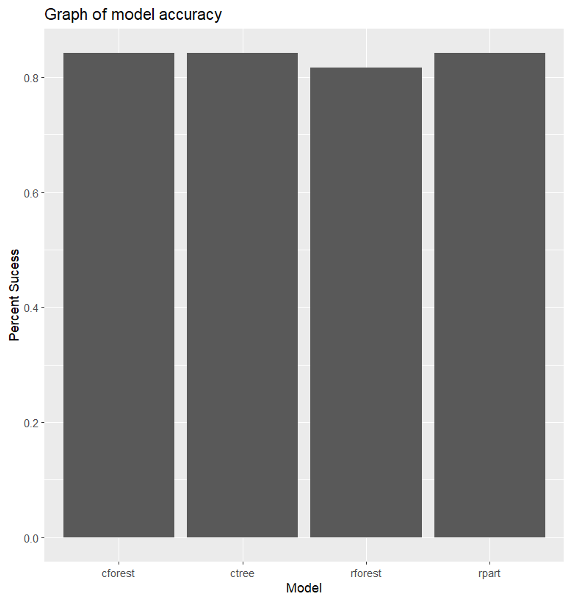 Graph of model accuracy
Percent Sucess
0.8
0.6
0.4
0.2
0.0
cforest
ctree
rforest
rpart
Model